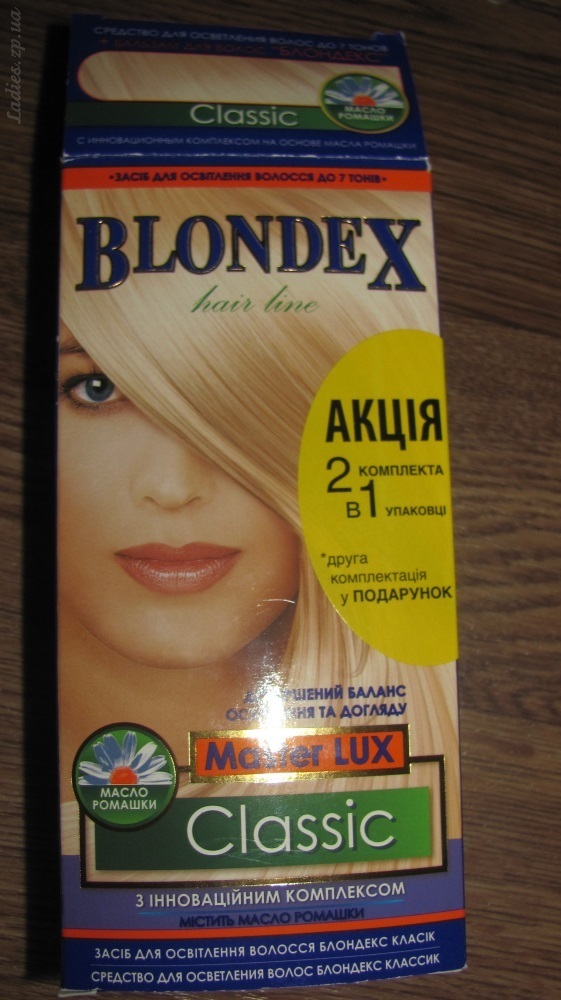 Ladies.zp.ua
СРЕДСТВО ДЛЯ ОСВЕТЛЕНИЯ ВОЛОС ДО 7 ТОНОВ
+ БАЛЬЗАМ ДЛЯ ВОЛОС "БЛОНДЕКС"
Classic
МАСЛО
РОМАШКИ
С ИННОВАЦИОННЫМ КОМПЛЕКСОМ НА ОСНОВЕ МАСЛА РОМАШКИ
•ЗАСІБ ДЛЯ ОСВІТЛЕННЯ ВОЛОССЯ ДО 7 ТОНІВ•
BLONDEX
hair line
АКЦІЯ
2 КОМПЛЕКТА
в 1 УПАКОВЦІ
*друга
комплектація
у ПОДАРУНОК
БАЛАНС
ТА ДОГЛЯДУ
Master LUX
МАСЛО
РОМАШКИ
Classic
З ІННОВАЦІЙНИМ КОМПЛЕКСОМ
МІСТИТЬ МАСЛО РОМАШКИ
ЗАСІБ ДЛЯ ОСВІТЛЕННЯ ВОЛОССЯ БЛОНДЕКС КЛАСІК
СРЕДСТВО ДЛЯ ОСВЕТЛЕНИЯ ВОЛОС БЛОНДЕКС КЛАССИК